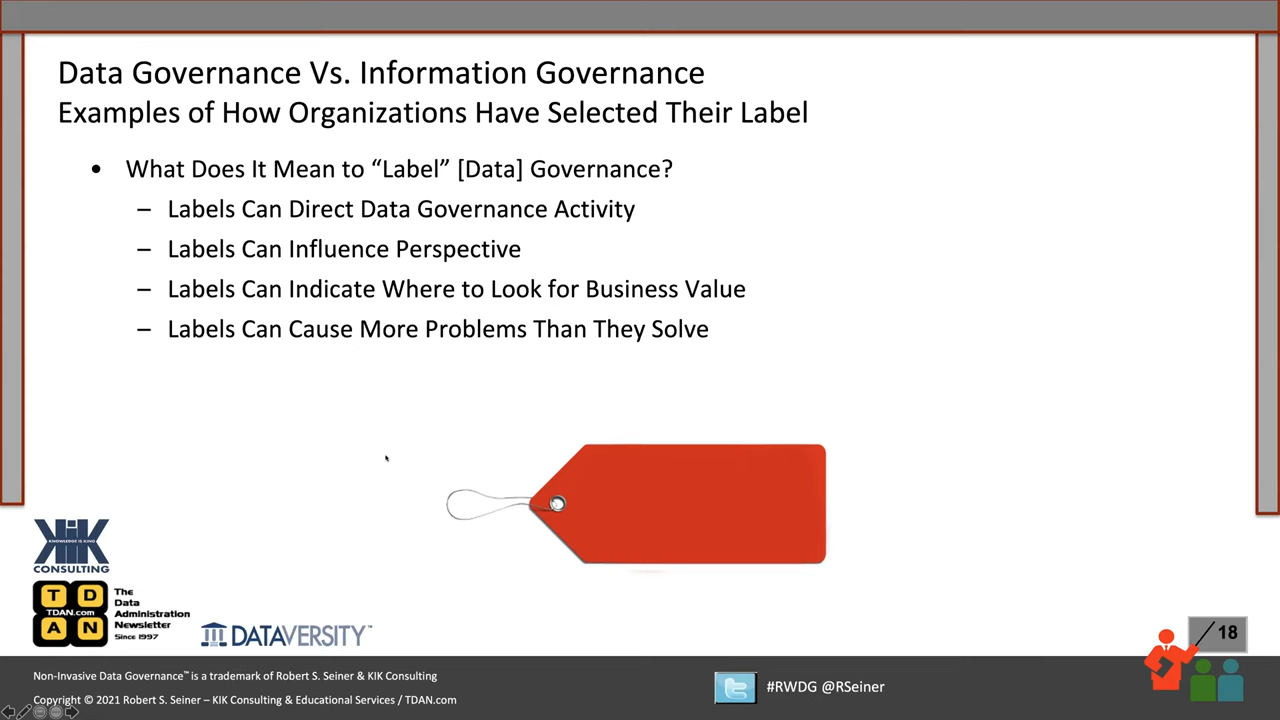 Data Governance Vs. Information Governance
Examples of How Organizations Have Selected Their Label
• What Does It Mean to “Label” [Data] Governance?
– Labels Can Direct Data Governance Activity
– Labels Can Influence Perspective
– Labels Can Indicate Where to Look for Business Value
– Labels Can Cause More Problems Than They Solve
KIK
KNOWLEDGE IS KING
CONSULTING
T D
TDAN.com
A N
The
Data
Administration
Newsletter
Since 1997
DATAVERSITY™
18
Non-Invasive Data Governance™ is a trademark of Robert S. Seiner & KIK Consulting
Copyright © 2021 Robert S. Seiner – KIK Consulting & Educational Services / TDAN.com
#RWDG @RSeiner